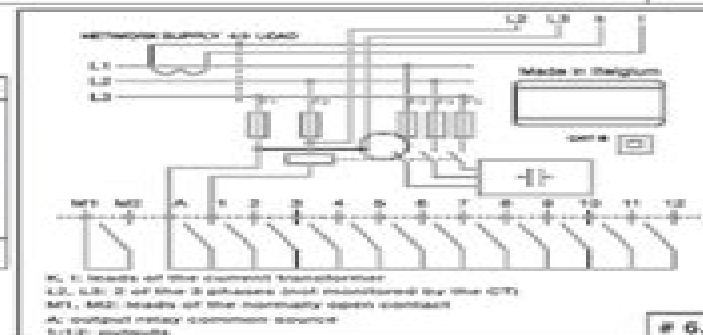 L2 L3 k l
NETWORK SUPPLY LOAD
L1
L2
L3
Made in Belgium
M1 M2 A 1 2 3 4 5 6 7 8 9 10 11 12
K, l: leads of the current transformer
L2, L3: 2 of the 3 phases (not monitored by the CT)
M1, M2: leads of the normally open contact
A: output relay common source
1-12: outputs
# 6.